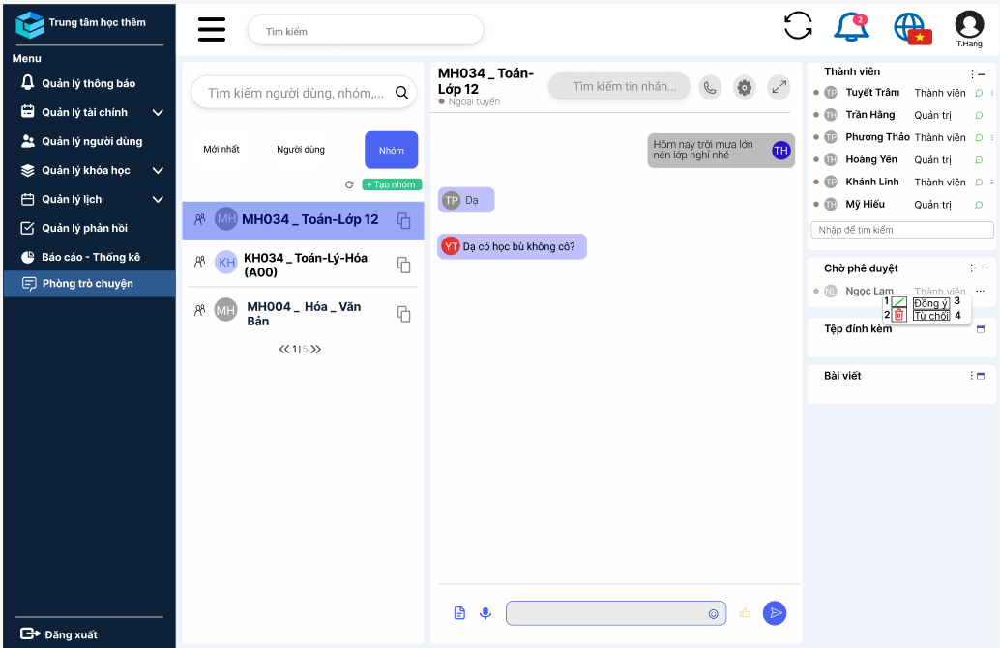 Trung tâm học thêm
Menu
Quản lý thông báo
Quản lý tài chính
Quản lý người dùng
Quản lý khóa học
Quản lý lịch
Quản lý phản hồi
Báo cáo - Thống kê
Phòng trò chuyện
Đăng xuất
Tìm kiếm
2
T.Hang
Tìm kiếm người dùng, nhóm,...
Mới nhất
Người dùng
Nhóm
+ Tạo nhóm
MH
MH034 _ Toán-Lớp 12
KH
KH034 _ Toán-Lý-Hóa
(A00)
MH
MH004 _ Hóa _ Văn
Bản
1|5
MH034 _ Toán-
Lớp 12
Ngoại tuyến
Tìm kiếm tin nhắn...
Hôm nay trời mưa lớn
nên lớp nghỉ nhé
TH
TP
Dạ
YT
Dạ có học bù không cô?
Thành viên
TP Tuyết Trâm Thành viên
TH Trần Hằng Quản trị
TP Phương Thảo Thành viên
TH Hoàng Yến Quản trị
TP Khánh Linh Thành viên
TH Mỹ Hiếu Quản trị
Nhập để tìm kiếm
Chờ phê duyệt
NL Ngọc Lam Thành viên
1 Đồng ý 3
2 Từ chối 4
Tệp đính kèm
Bài viết